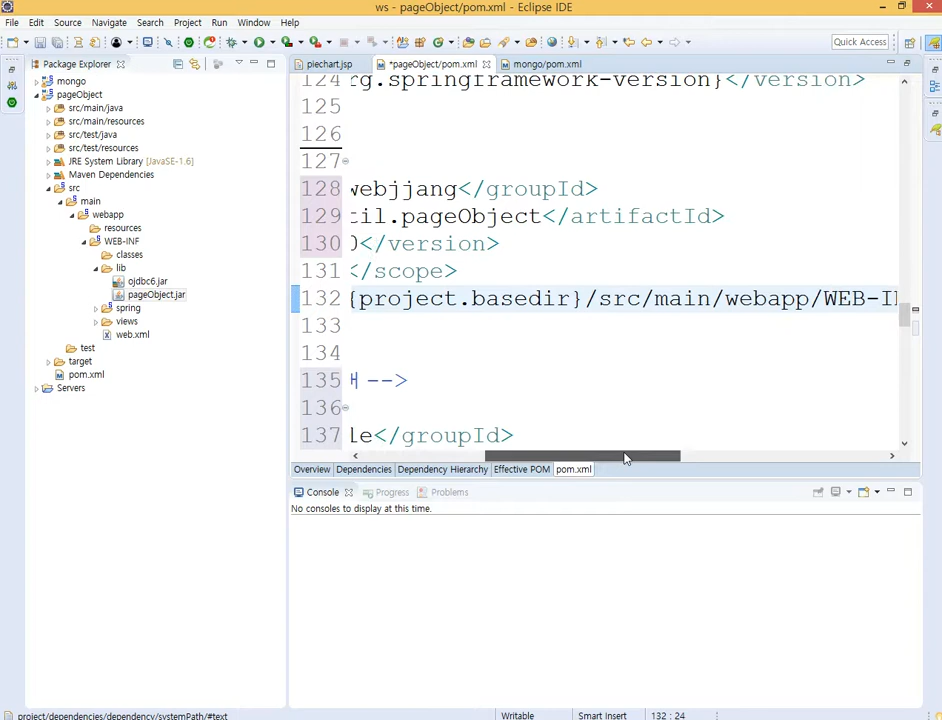 ws - pageObject/pom.xml - Eclipse IDE
File Edit Source Navigate Search Project Run Window Help
Quick Access
Package Explorer
piechart.jsp
*pageObject/pom.xml
mongo/pom.xml
mongo
pageObject
src/main/java
src/main/resources
src/test/java
src/test/resources
JRE System Library [JavaSE-1.6]
Maven Dependencies
src
main
webapp
resources
WEB-INF
classes
lib
ojdbc6.jar
pageObject.jar
spring
views
web.xml
test
target
pom.xml
Servers
124 rg.springframework-version}</version>
125
126
127
128 webjjang</groupId>
129 til.pageObject</artifactId>
130 </version>
131 </scope>
132 {project.basedir}/src/main/webapp/WEB-I
133
134
135 -->
136
137 le</groupId>
Overview Dependencies Dependency Hierarchy Effective POM pom.xml
Console Progress Problems
No consoles to display at this time.
project/dependencies/dependency/systemPath/#text
Writable Smart Insert 132 : 24